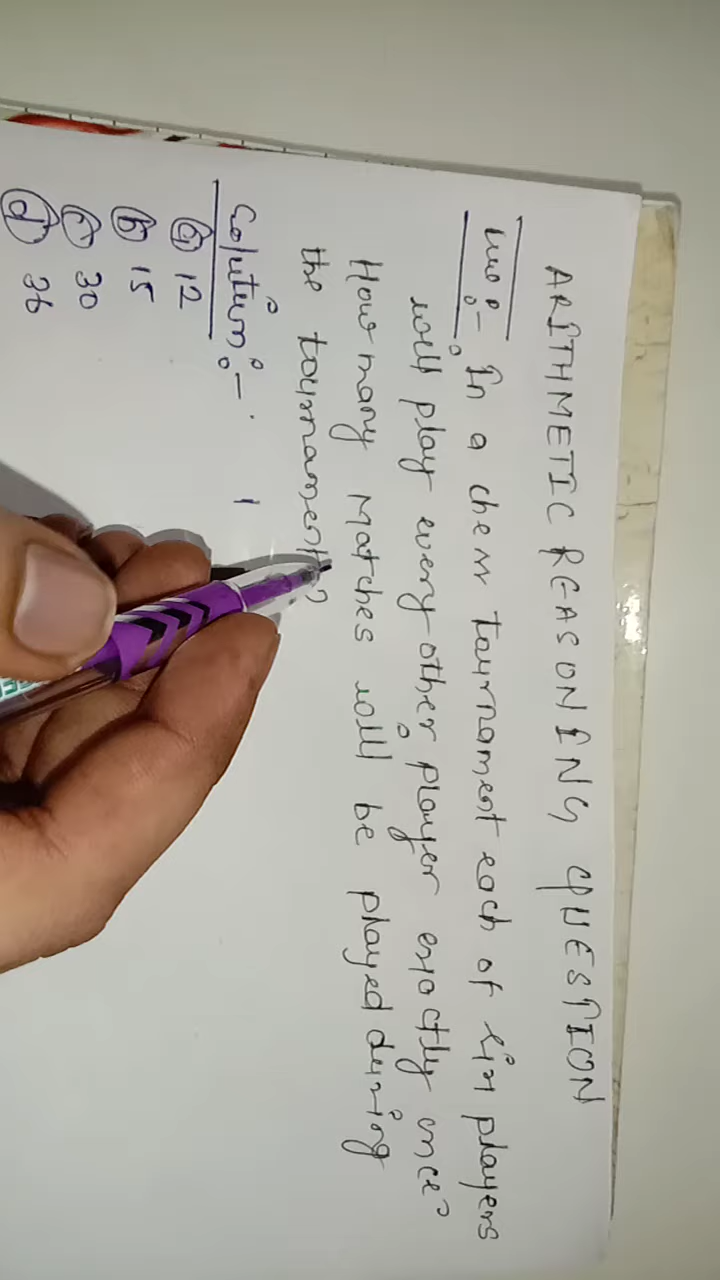 ARITHMETIC REASONING QUESTION
In a chess tournament each of six players
will play every other player exactly once?
How many Matches will be played during
the tournament?
Solution:-
(a) 12
(b) 15
(c) 30
(d) 36